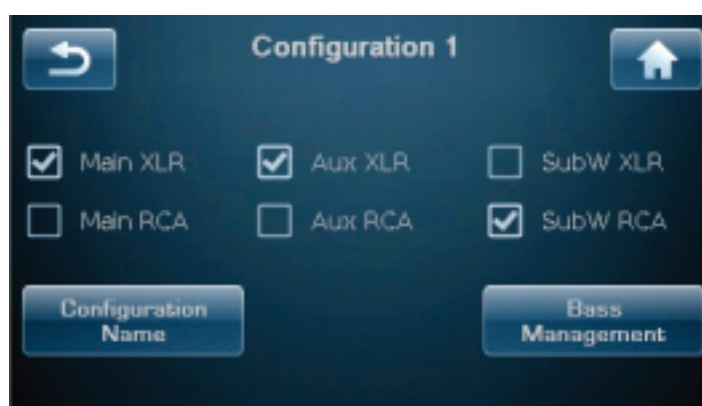 Configuration 1
Main XLR Aux XLR SubW XLR
Main RCA Aux RCA SubW RCA
Configuration
Name
Bass
Management